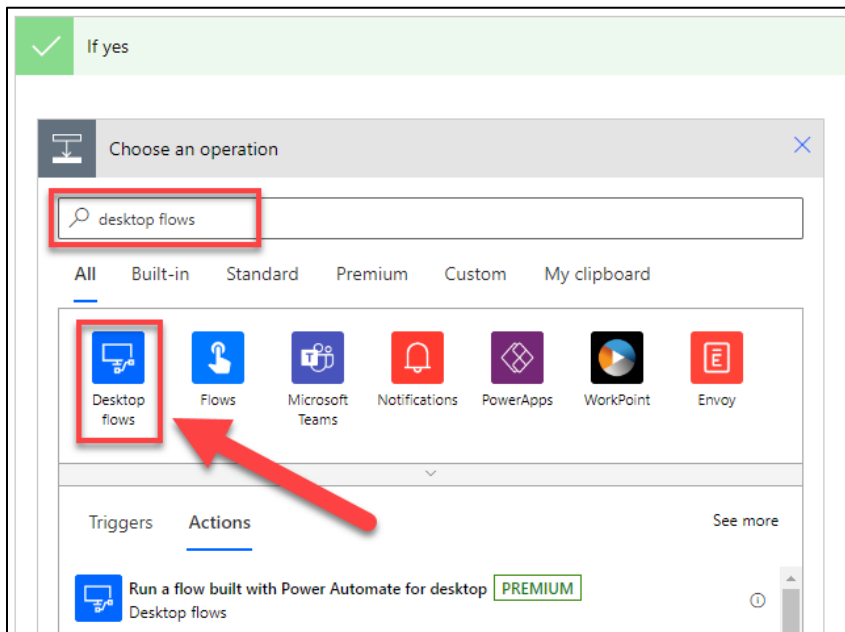 If yes
Choose an operation
desktop flows
All Built-in Standard Premium Custom My clipboard
Desktop flows
Flows
Microsoft Teams
Notifications
PowerApps
WorkPoint
Envoy
Triggers Actions See more
Run a flow built with Power Automate for desktop PREMIUM
Desktop flows